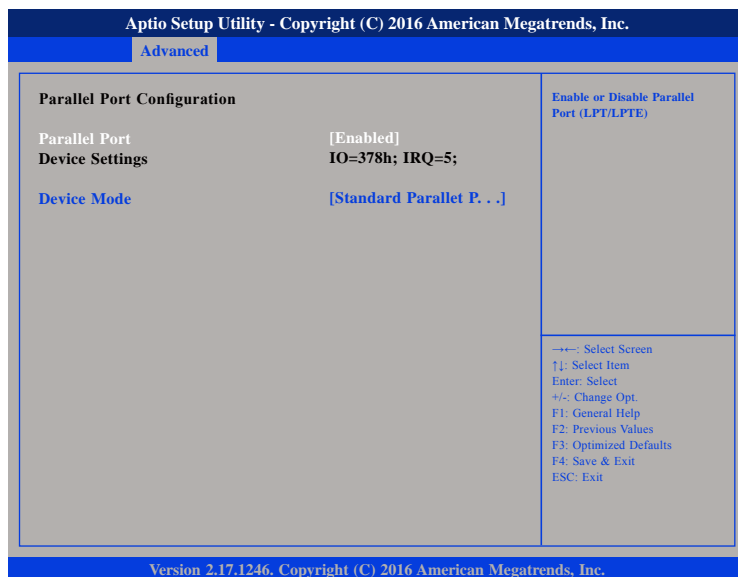 Aptio Setup Utility - Copyright (C) 2016 American Megatrends, Inc.
Advanced
Parallel Port Configuration
Parallel Port [Enabled]
Device Settings IO=378h; IRQ=5;
Device Mode [Standard Parallet P. . .]
Enable or Disable Parallel
Port (LPT/LPTE)
→←: Select Screen
↑↓: Select Item
Enter: Select
+/-: Change Opt.
F1: General Help
F2: Previous Values
F3: Optimized Defaults
F4: Save & Exit
ESC: Exit
Version 2.17.1246. Copyright (C) 2016 American Megatrends, Inc.